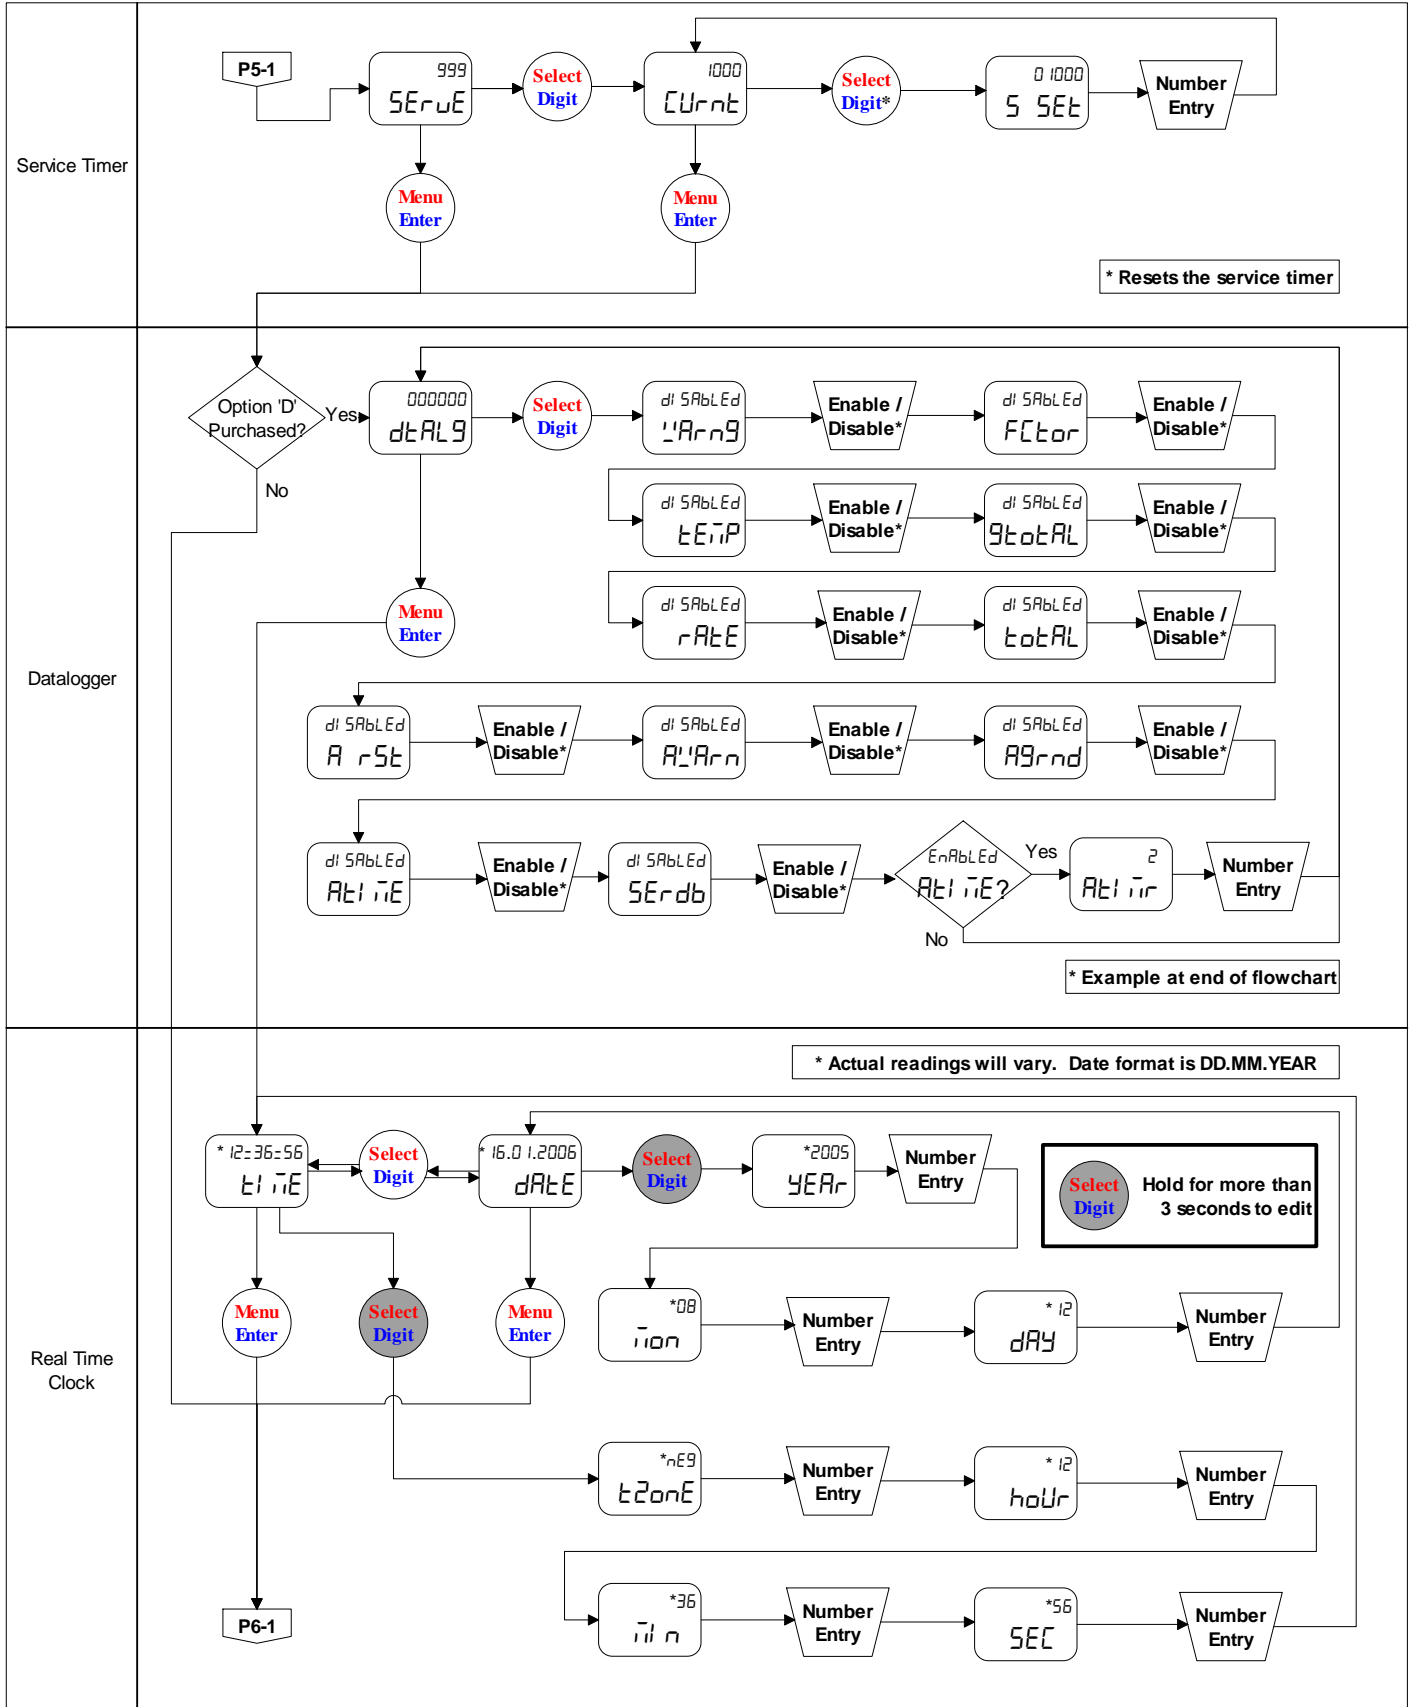 Service Timer
P5-1
999
SErvE
Select
Digit
1000
CUrnt
Select
Digit*
01000
S SEt
Number
Entry
Menu
Enter
Menu
Enter
* Resets the service timer
Datalogger
Option 'D'
Purchased?
Yes
No
000000
dtALg
Select
Digit
dISAbLEd
WArng
Enable /
Disable*
dISAbLEd
FCtor
Enable /
Disable*
dISAbLEd
tEMP
Enable /
Disable*
dISAbLEd
gtotAL
Enable /
Disable*
Menu
Enter
dISAbLEd
rAtE
Enable /
Disable*
dISAbLEd
totAL
Enable /
Disable*
dISAbLEd
A rSt
Enable /
Disable*
dISAbLEd
AWArn
Enable /
Disable*
dISAbLEd
Agrnd
Enable /
Disable*
dISAbLEd
AtIME
Enable /
Disable*
dISAbLEd
SErdb
Enable /
Disable*
EnAbLEd
AtIME?
Yes
No
2
AtIMr
Number
Entry
* Example at end of flowchart
Real Time
Clock
* Actual readings will vary. Date format is DD.MM.YEAR
*12:36:56
tIME
Select
Digit
*16.01.2006
dAtE
Select
Digit
*2005
yEAr
Number
Entry
Select
Digit
Hold for more than
3 seconds to edit
Menu
Enter
Select
Digit
Menu
Enter
*08
Mon
Number
Entry
*12
dAy
Number
Entry
*nEg
tZonE
Number
Entry
*12
hoUr
Number
Entry
P6-1
*36
MIn
Number
Entry
*56
SEC
Number
Entry